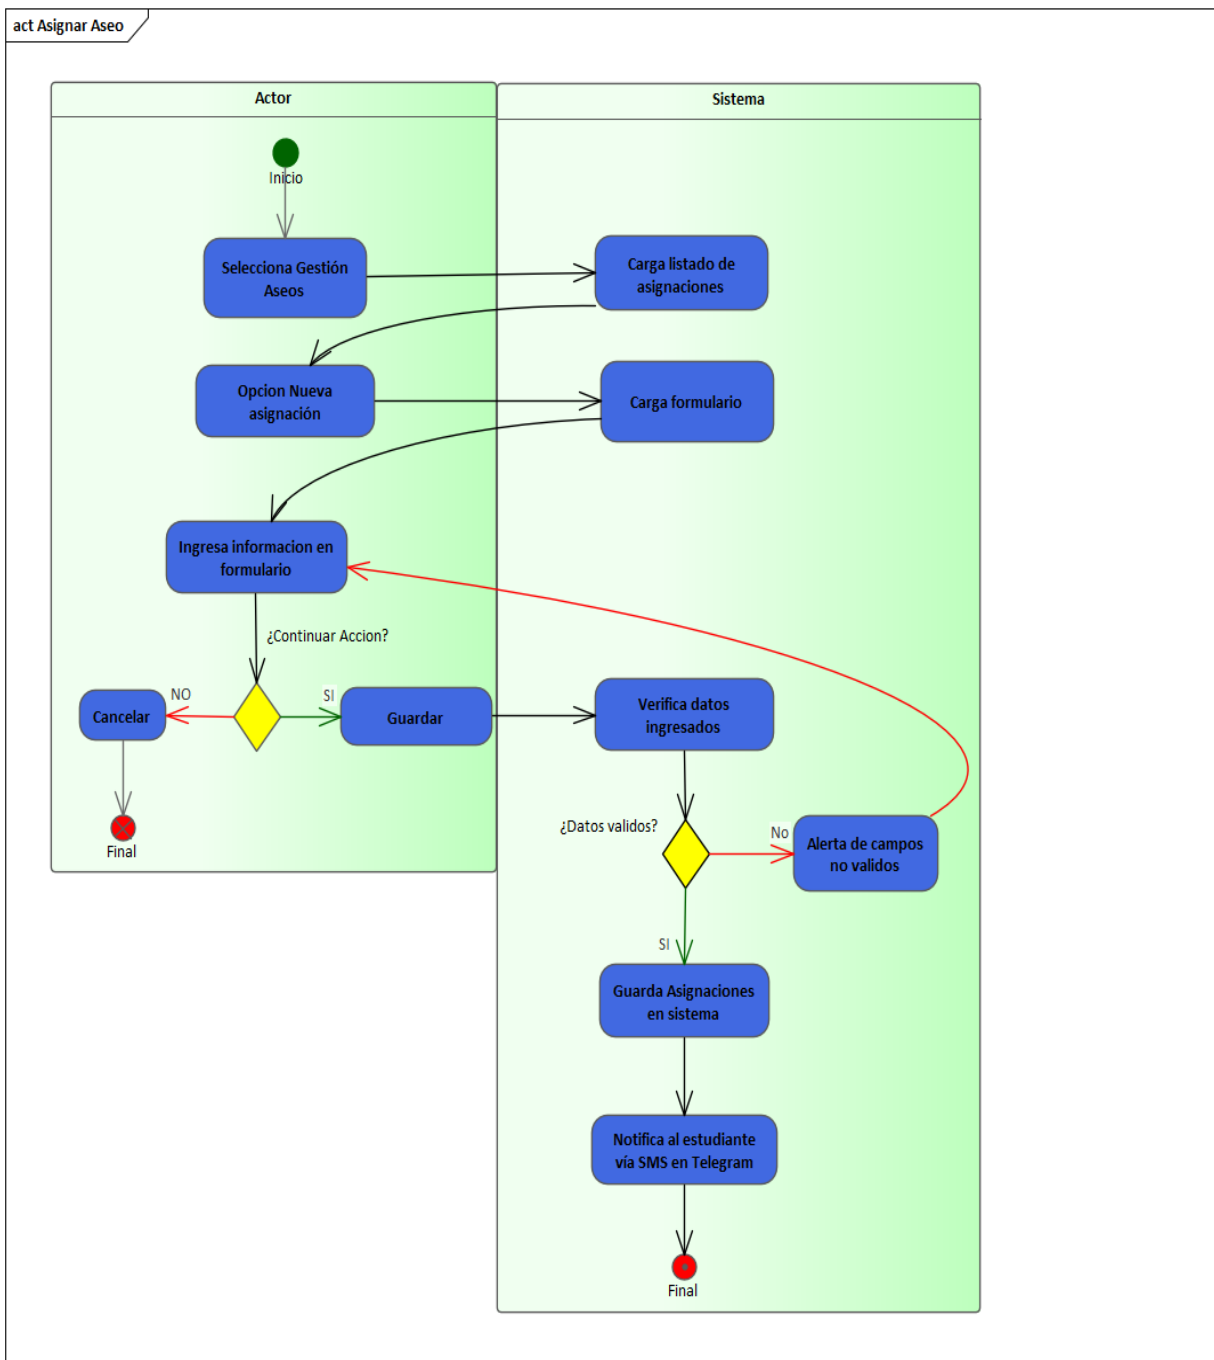 act Asignar Aseo
Actor
Sistema
Inicio
Selecciona Gestión
Aseos
Carga listado de
asignaciones
Opcion Nueva
asignación
Carga formulario
Ingresa informacion en
formulario
¿Continuar Accion?
NO
SI
Cancelar
Guardar
Verifica datos
ingresados
¿Datos validos?
No
Alerta de campos
no validos
Final
SI
Guarda Asignaciones
en sistema
Notifica al estudiante
vía SMS en Telegram
Final